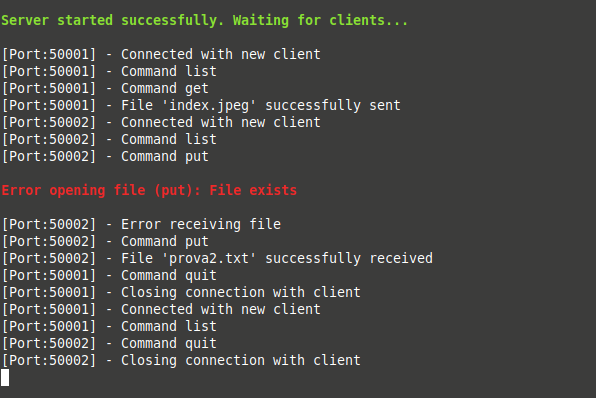 Server started successfully. Waiting for clients...
[Port:50001] - Connected with new client
[Port:50001] - Command list
[Port:50001] - Command get
[Port:50001] - File 'index.jpeg' successfully sent
[Port:50002] - Connected with new client
[Port:50002] - Command list
[Port:50002] - Command put
Error opening file (put): File exists
[Port:50002] - Error receiving file
[Port:50002] - Command put
[Port:50002] - File 'prova2.txt' successfully received
[Port:50001] - Command quit
[Port:50001] - Closing connection with client
[Port:50001] - Connected with new client
[Port:50001] - Command list
[Port:50002] - Command quit
[Port:50002] - Closing connection with client